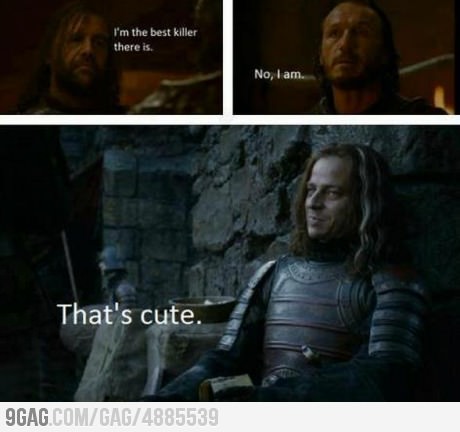 I'm the best killer
there is.
No, I am.
That's cute.
9GAG.COM/GAG/4885539